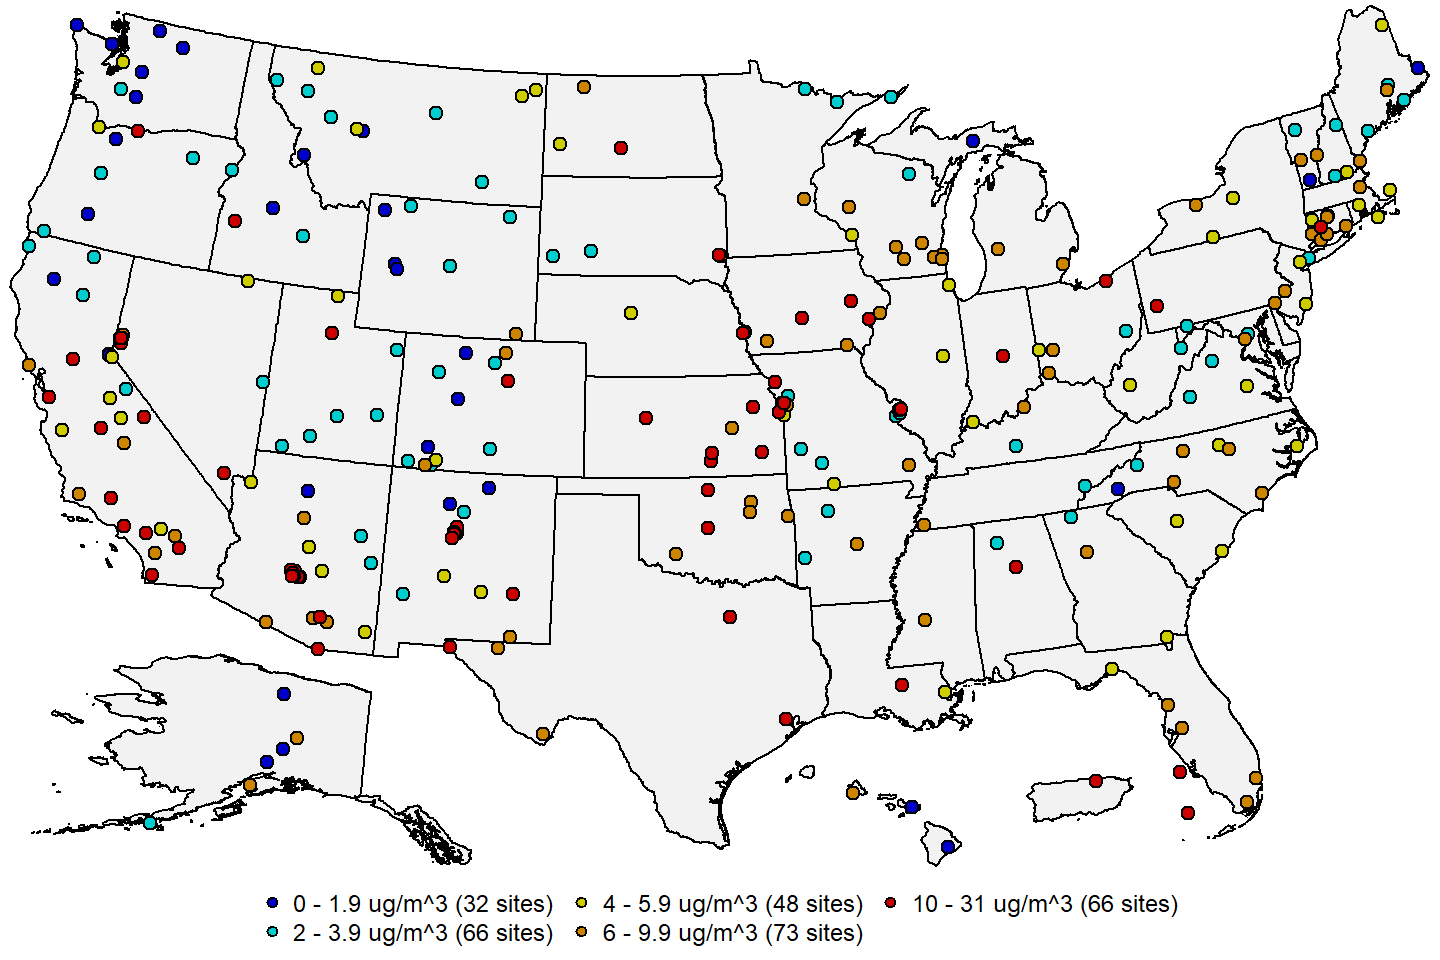 0 - 1.9 ug/m^3 (32 sites) 4 - 5.9 ug/m^3 (48 sites) 10 - 31 ug/m^3 (66 sites)
2 - 3.9 ug/m^3 (66 sites) 6 - 9.9 ug/m^3 (73 sites)